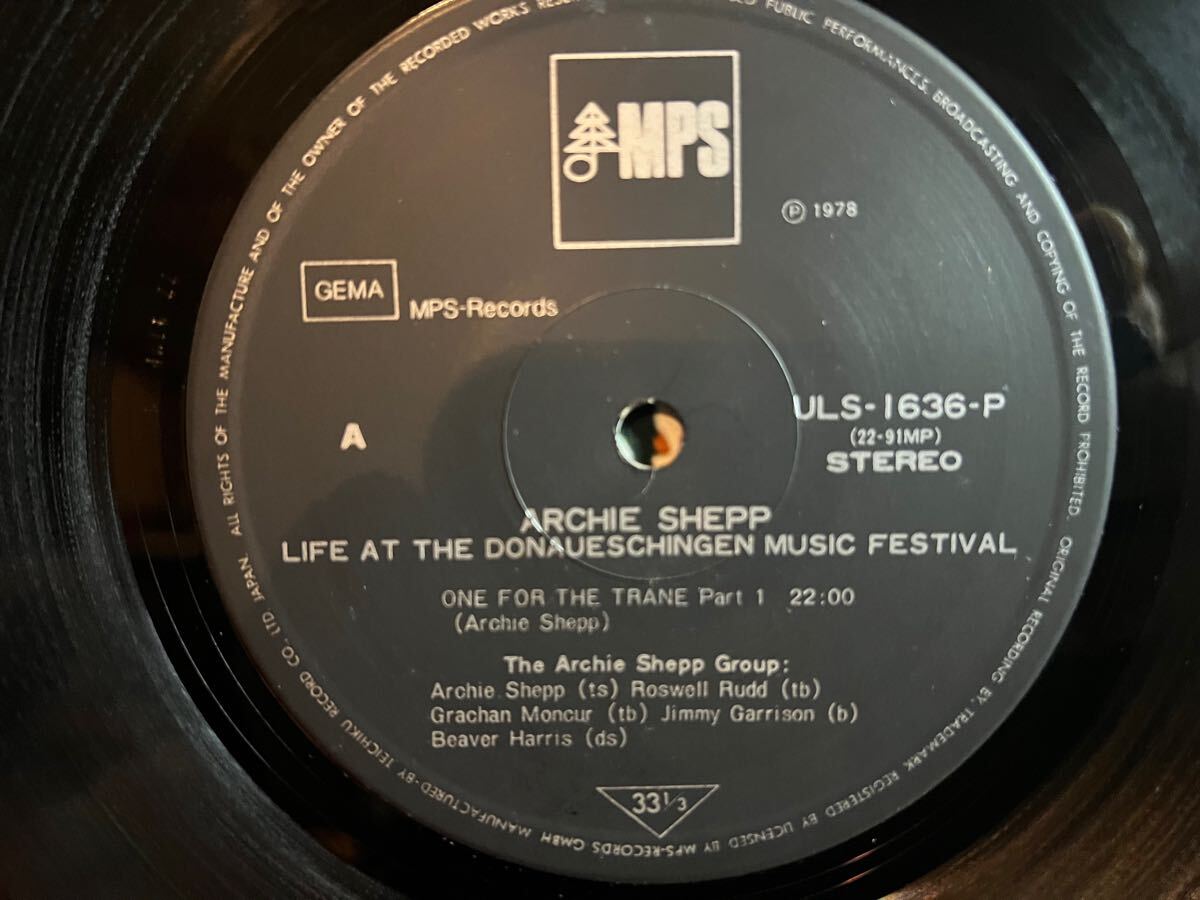 MPS
℗ 1978
GEMA
MPS-Records
A
ULS-1636-P
(22-91MP)
STEREO
ARCHIE SHEPP
LIFE AT THE DONAUESCHINGEN MUSIC FESTIVAL
ONE FOR THE TRANE Part 1 22:00
(Archie Shepp)
The Archie Shepp Group:
Archie Shepp (ts) Roswell Rudd (tb)
Grachan Moncur (tb) Jimmy Garrison (b)
Beaver Harris (ds)
33 1/3
ALL RIGHTS OF THE MANUFACTURE AND OF THE OWNER OF THE RECORDED WORKS PUBLIC PERFORMANCES, BROADCASTING AND COPYING OF THE RECORD PROHIBITED. ORIGINAL RECORDING BY, TRADEMARK REGISTERED BY LICENSED BY MPS-RECORDS GMBH MANUFACTURED-BY TEICHIKU RECORD CO. LTD JAPAN.